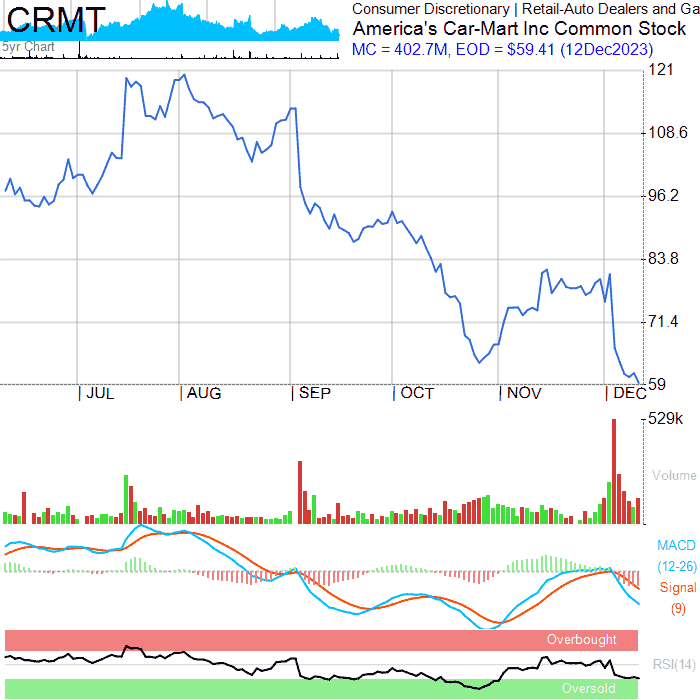 CRMT
5yr Chart
Consumer Discretionary | Retail-Auto Dealers and Ga
America's Car-Mart Inc Common Stock
MC = 402.7M, EOD = $59.41 (12Dec2023)
121
108.6
96.2
83.8
71.4
59
|JUL |AUG |SEP |OCT |NOV |DEC
529k
Volume
MACD
(12-26)
Signal
(9)
Overbought
RSI(14)
Oversold